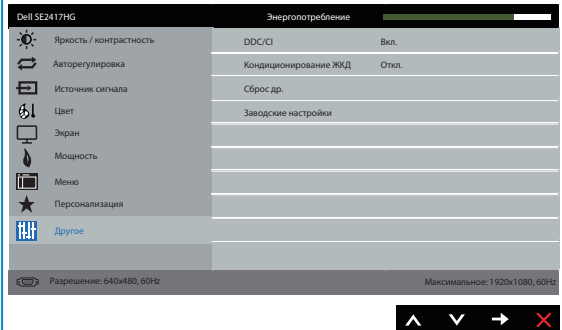 Dell SE2417HG Энергопотребление
Яркость / контрастность DDC/CI Вкл.
Авторегулировка Кондиционирование ЖКД Откл.
Источник сигнала Сброс др.
Цвет Заводские настройки
Экран
Мощность
Меню
Персонализация
Другое
Разрешение: 640x480, 60Hz Максимальное: 1920x1080, 60Hz